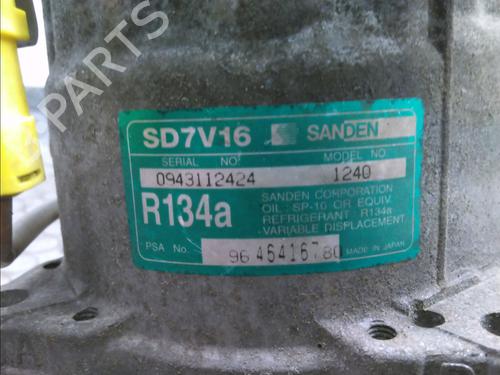 PARTS
SD7V16 SANDEN
SERIAL NO. MODEL NO
0943112424 1240
R134a
SANDEN CORPORATION
OIL: SP-10 OR EQUIV.
REFRIGERANT R134a
VARIABLE DISPLACEMENT
PSA No. 96 464167 80 MADE IN JAPAN